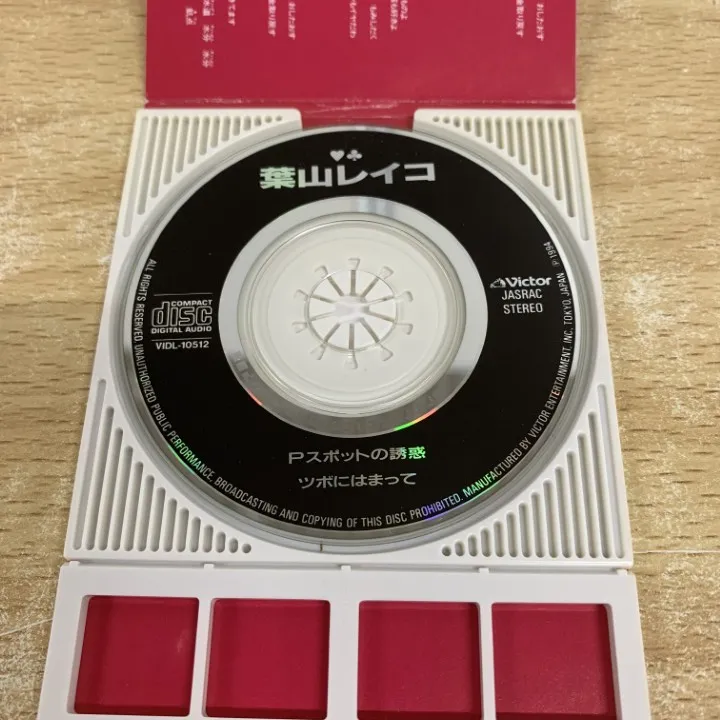 ♥♣
葉山レイコ
COMPACT
disc
DIGITAL AUDIO
VIDL-10512
Victor
JASRAC
STEREO
Pスポットの誘惑
ツボにはまって
ALL RIGHTS RESERVED. UNAUTHORIZED PUBLIC PERFORMANCE, BROADCASTING AND COPYING OF THIS DISC PROHIBITED. MANUFACTURED BY VICTOR ENTERTAINMENT, INC. TOKYO, JAPAN ℗1994